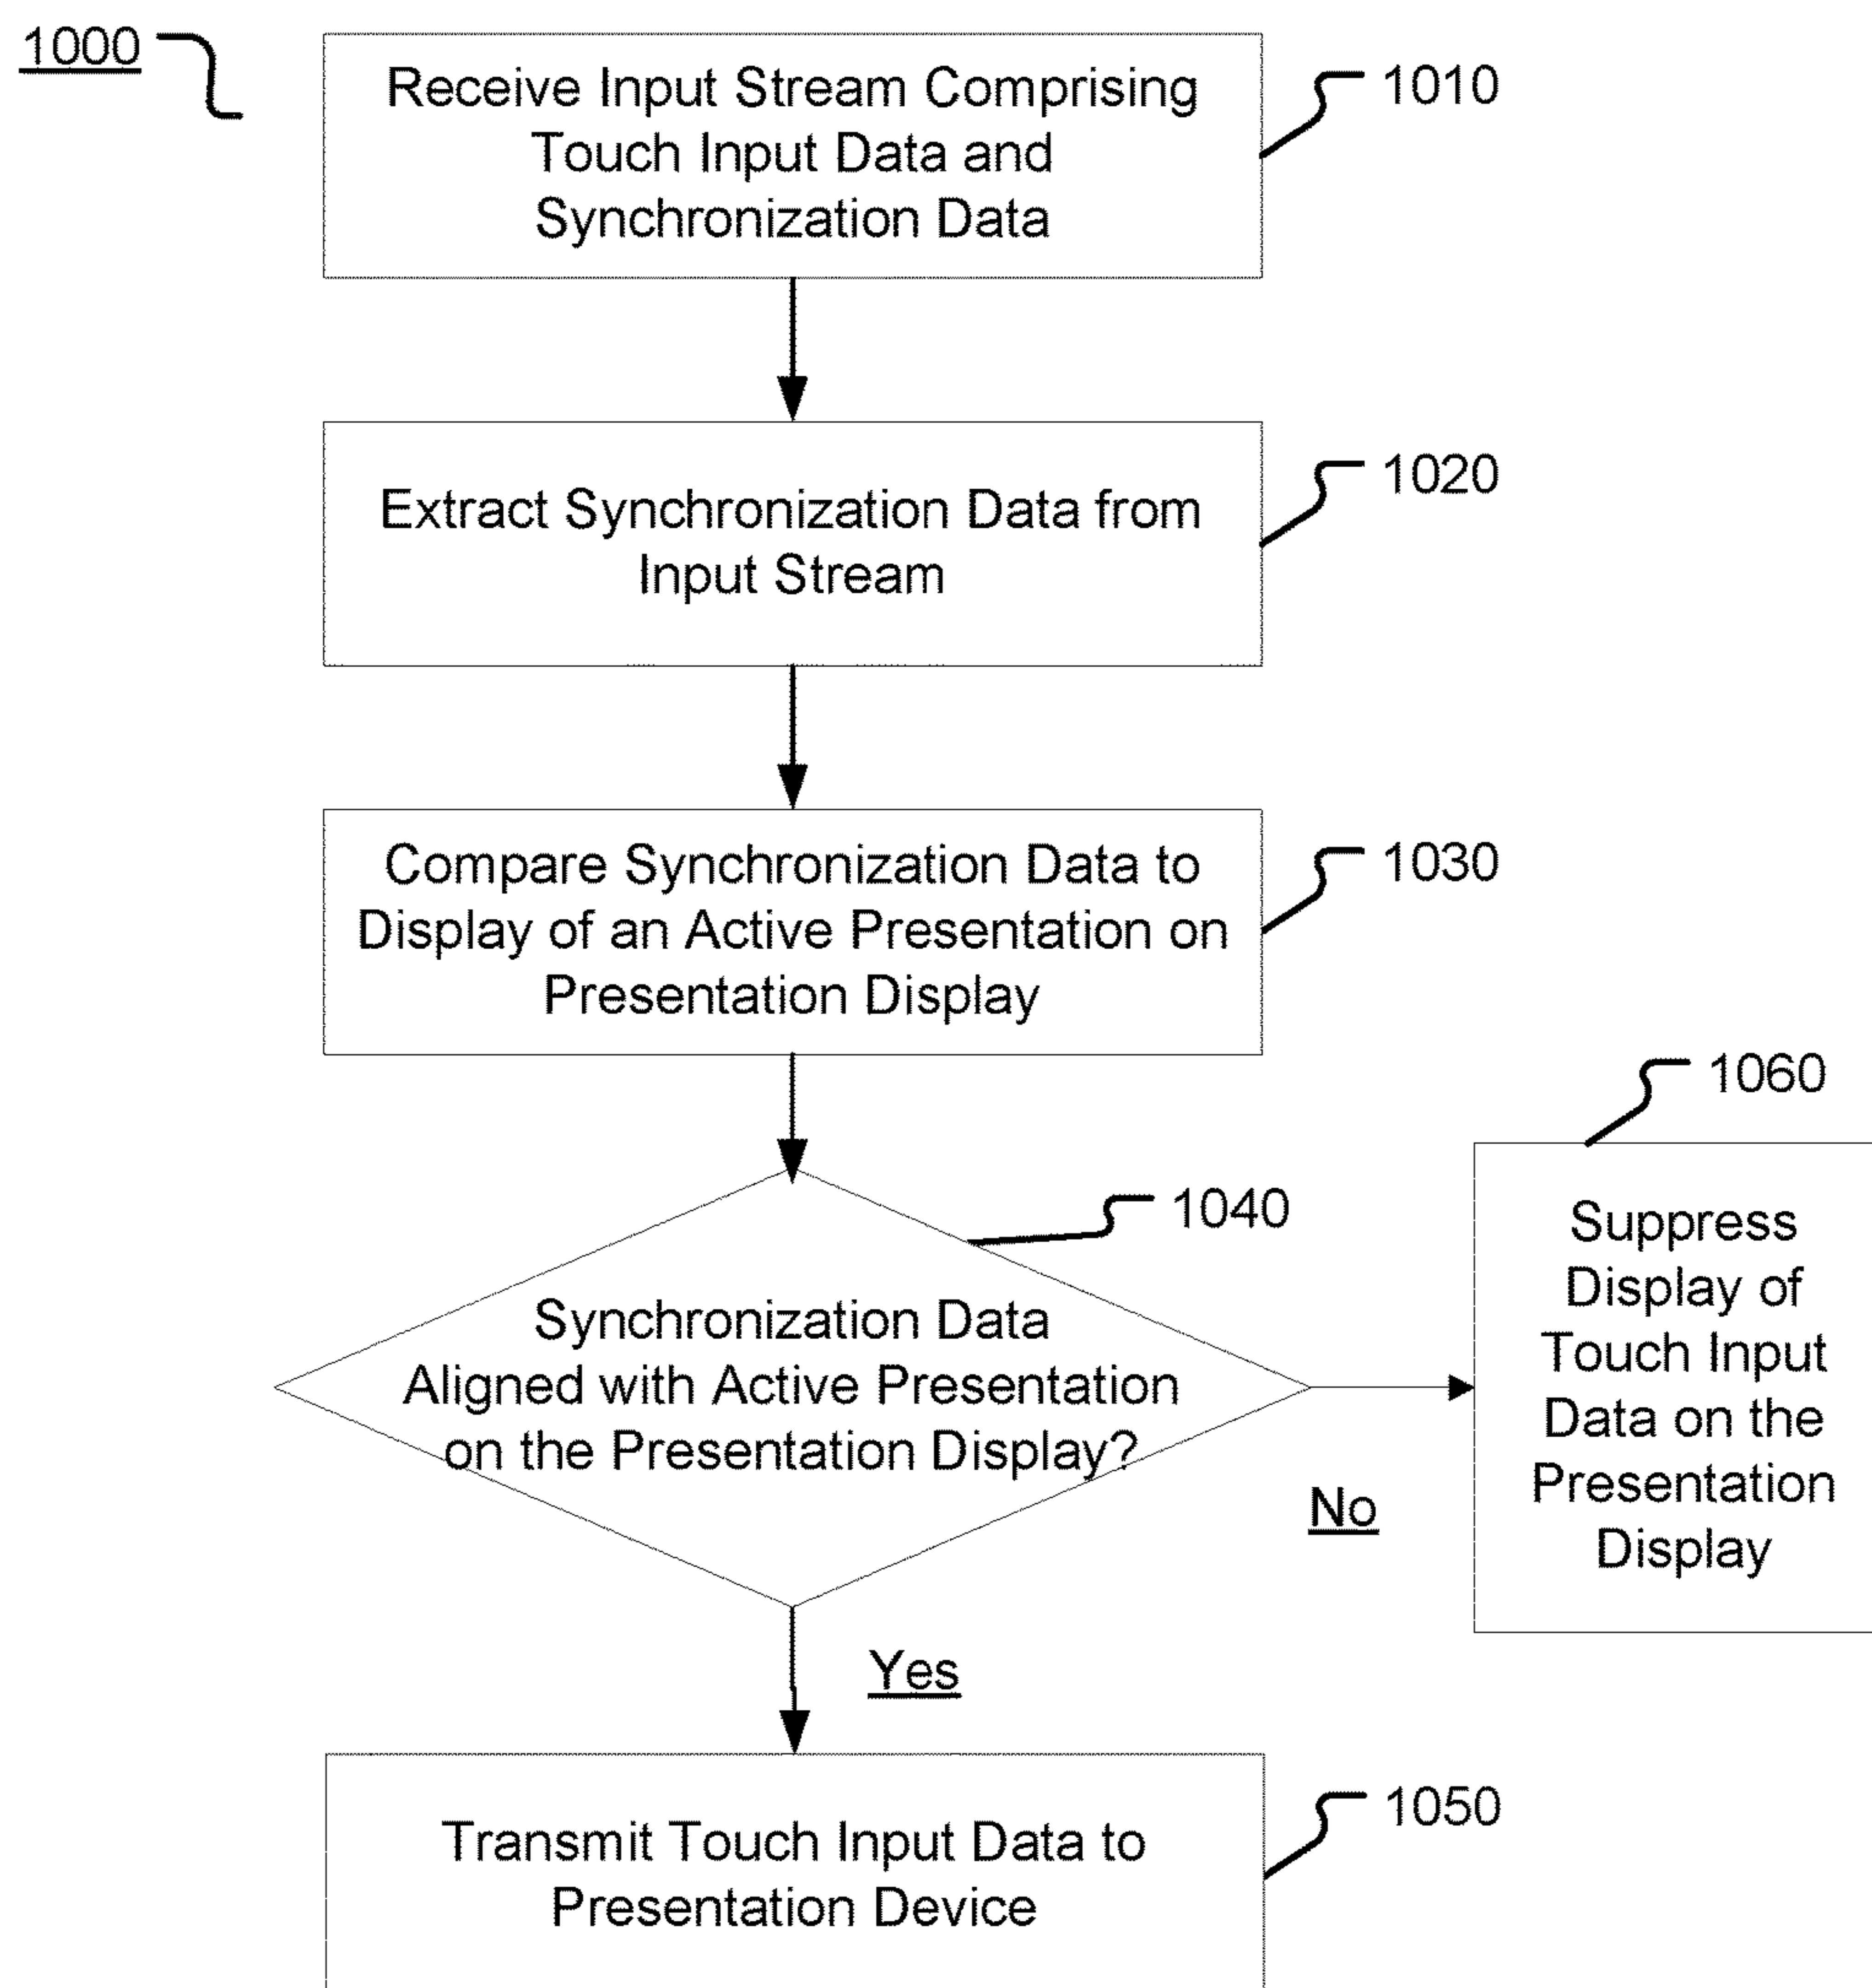 1000
Receive Input Stream Comprising
Touch Input Data and
Synchronization Data
1010
Extract Synchronization Data from
Input Stream
1020
Compare Synchronization Data to
Display of an Active Presentation on
Presentation Display
1030
Synchronization Data
Aligned with Active Presentation
on the Presentation Display?
1040
No
Suppress
Display of
Touch Input
Data on the
Presentation
Display
1060
Yes
Transmit Touch Input Data to
Presentation Device
1050